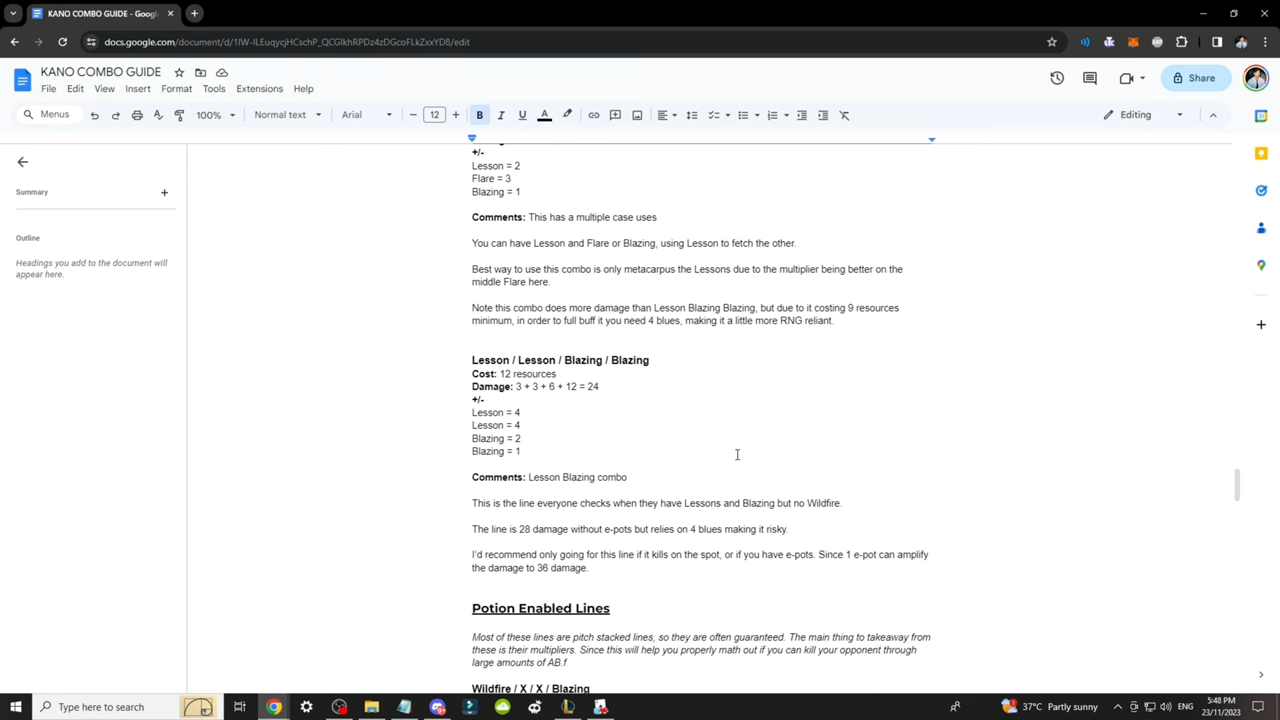 KANO COMBO GUIDE - Googl
docs.google.com/document/d/1IW-ILEuqycjHCschP_QCGlkhRPDz4zDGcoFLkZxxYD8/edit
KANO COMBO GUIDE
File Edit View Insert Format Tools Extensions Help
Share
Menus 100% Normal text Arial 12 B I U A Editing
Summary
Outline
Headings you add to the document will
appear here.
+/-
Lesson = 2
Flare = 3
Blazing = 1
Comments: This has a multiple case uses
You can have Lesson and Flare or Blazing, using Lesson to fetch the other.
Best way to use this combo is only metacarpus the Lessons due to the multiplier being better on the
middle Flare here.
Note this combo does more damage than Lesson Blazing Blazing, but due to it costing 9 resources
minimum, in order to full buff it you need 4 blues, making it a little more RNG reliant.
Lesson / Lesson / Blazing / Blazing
Cost: 12 resources
Damage: 3 + 3 + 6 + 12 = 24
+/-
Lesson = 4
Lesson = 4
Blazing = 2
Blazing = 1
Comments: Lesson Blazing combo
This is the line everyone checks when they have Lessons and Blazing but no Wildfire.
The line is 28 damage without e-pots but relies on 4 blues making it risky.
I'd recommend only going for this line if it kills on the spot, or if you have e-pots. Since 1 e-pot can amplify
the damage to 36 damage.
Potion Enabled Lines
Most of these lines are pitch stacked lines, so they are often guaranteed. The main thing to takeaway from
these is their multipliers. Since this will help you properly math out if you can kill your opponent through
large amounts of AB.f
Wildfire / X / X / Blazing
Type here to search
37°C Partly sunny
ENG
5:48 PM
23/11/2023